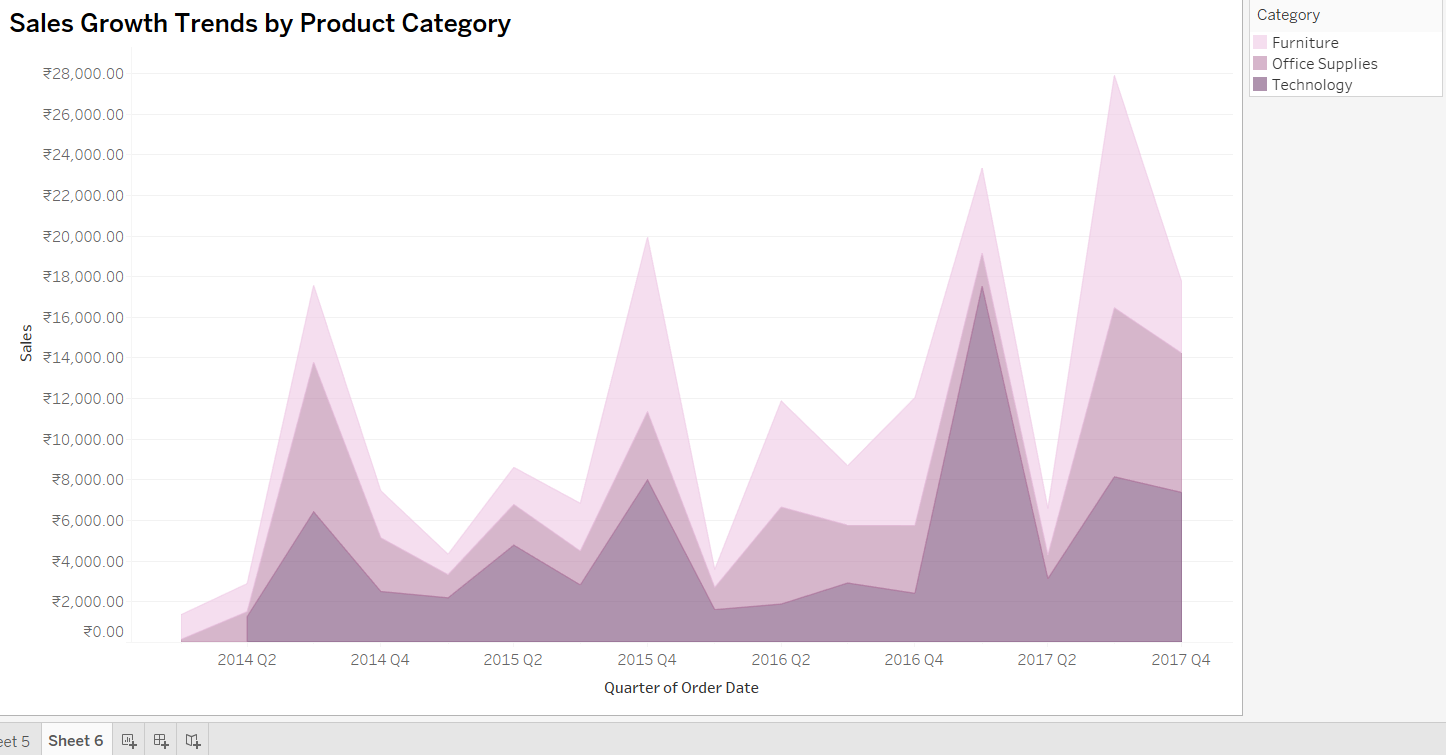 Sales Growth Trends by Product Category
Category
Furniture
Office Supplies
Technology
₹28,000.00
₹26,000.00
₹24,000.00
₹22,000.00
₹20,000.00
₹18,000.00
₹16,000.00
₹14,000.00
₹12,000.00
₹10,000.00
₹8,000.00
₹6,000.00
₹4,000.00
₹2,000.00
₹0.00
Sales
2014 Q2 2014 Q4 2015 Q2 2015 Q4 2016 Q2 2016 Q4 2017 Q2 2017 Q4
Quarter of Order Date
eet 5 Sheet 6